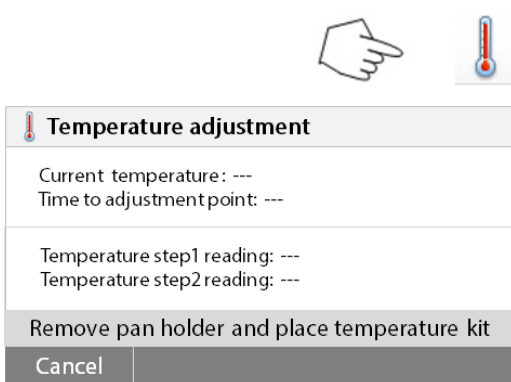 Temperature adjustment
Current temperature: ---
Time to adjustment point: ---
Temperature step1 reading: ---
Temperature step2 reading: ---
Remove pan holder and place temperature kit
Cancel